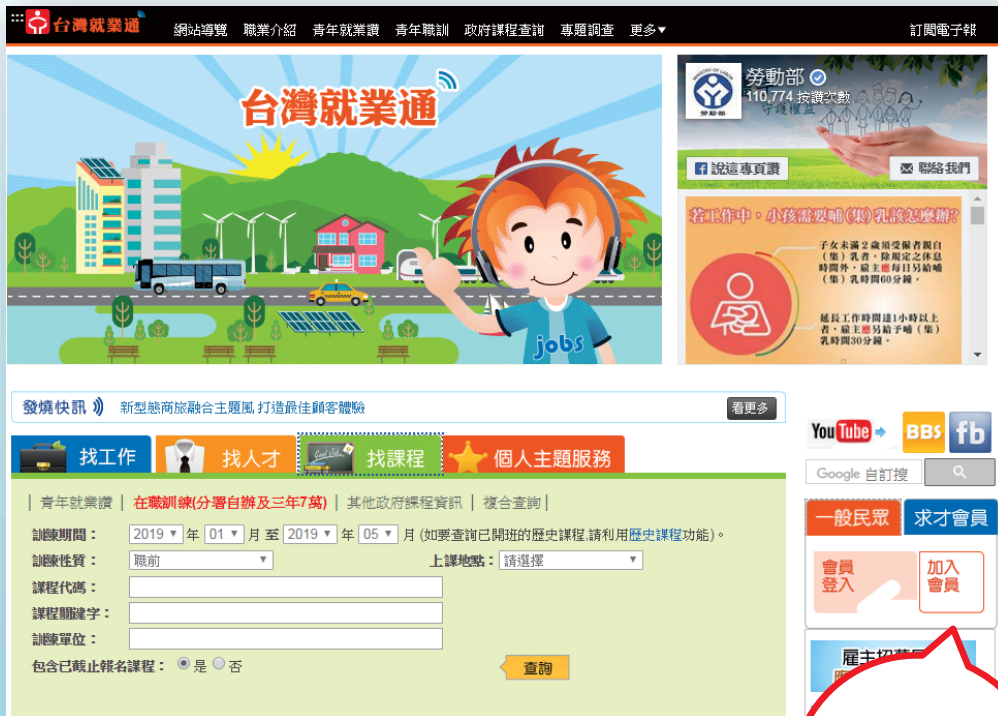 台灣就業通
網站導覽 職業介紹 青年就業讚 青年職訓 政府課程查詢 專題調查 更多▼
訂閱電子報
台灣就業通
jobs
勞動部
110,774 按讚次數
說這專頁讚
聯絡我們
若工作中,小孩需要哺(集)乳該怎麼辦?
子女未滿2歲須受僱者親自
(集)乳者,除規定之休息
時間外,雇主應每日另給哺
(集)乳時間60分鐘。
延長工作時間達1小時以上
者,雇主應另給予哺(集)
乳時間30分鐘。
發燒快訊
新型態商旅融合主題風 打造最佳顧客體驗
看更多
找工作
找人才
找課程
個人主題服務
| 青年就業讚 | 在職訓練(分署自辦及三年7萬) | 其他政府課程資訊 | 複合查詢 |
訓練期間: 2019 ▼ 年 01 ▼ 月 至 2019 ▼ 年 05 ▼ 月 (如要查詢已開班的歷史課程,請利用歷史課程功能)。
訓練性質: 職前 ▼ 上課地點: 請選擇 ▼
課程代碼:
課程關鍵字:
訓練單位:
包含已截止報名課程: 是 否
查詢
YouTube
BBS
fb
Google 自訂搜
一般民眾
求才會員
會員
登入
加入
會員